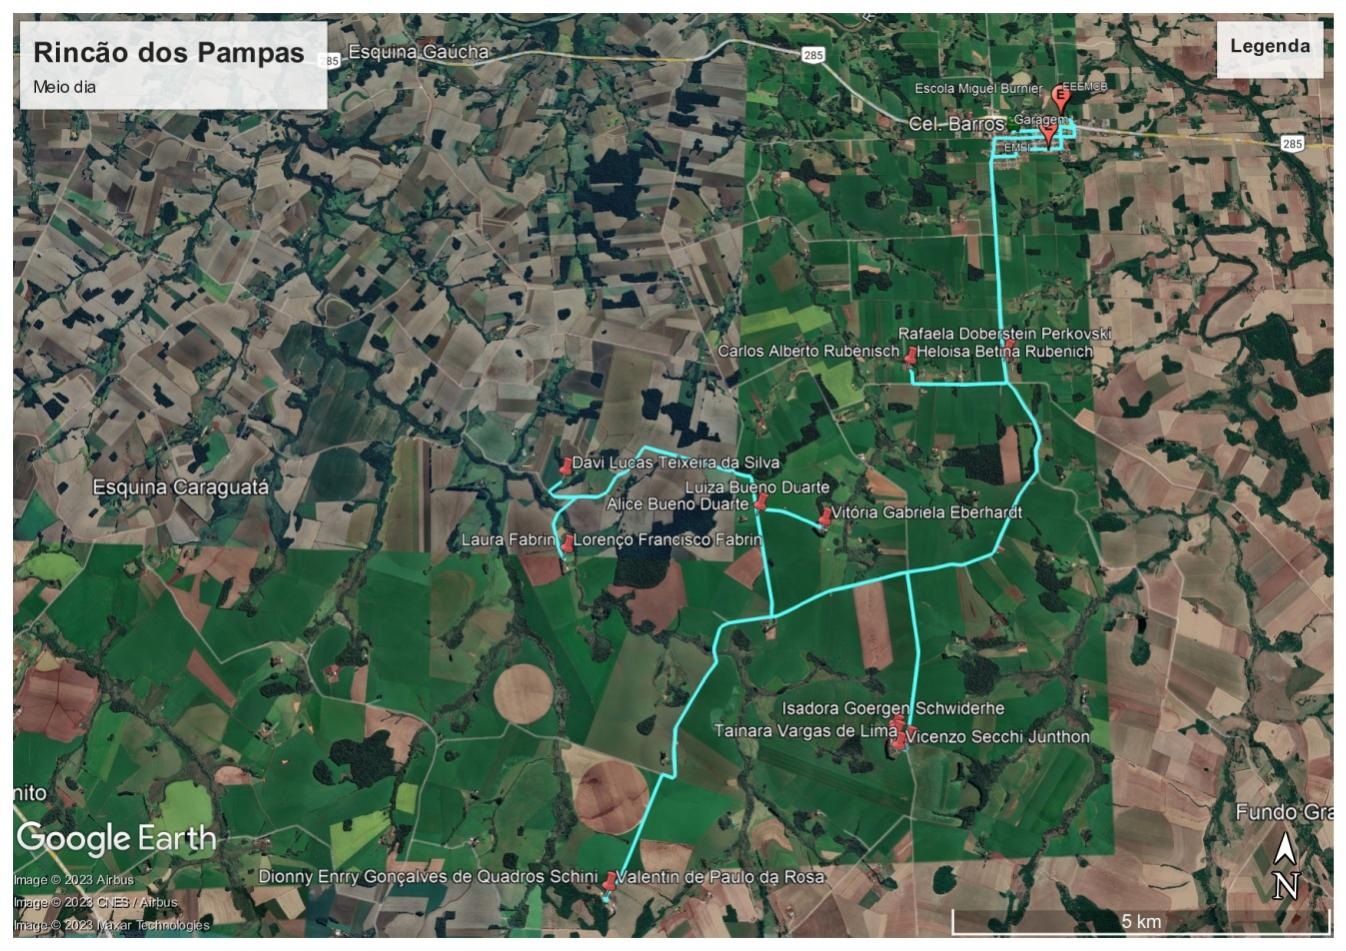 Rincão dos Pampas
Meio dia
Legenda
285
Esquina Gaúcha
285
Escola Miguel Burnier
EEEMCB
E
Cel. Barros
Garagem
285
Rafaela Doberstein Perkovski
Carlos Alberto Rubenisch
Heloisa Betina Rubenich
Davi Lucas Teixeira da Silva
Esquina Caraguatá
Luiza Bueno Duarte
Alice Bueno Duarte
Vitória Gabriela Eberhardt
Laura Fabrin
Lorenço Francisco Fabrin
Isadora Goergen Schwiderhe
Tainara Vargas de Lima
Vicenzo Secchi Junthon
nito
Fundo Gra
Google Earth
Dionny Enrry Gonçalves de Quadros Schini
Valentin de Paulo da Rosa
Image © 2023 Airbus
Image © 2023 CNES / Airbus
Image © 2023 Maxar Technologies
N
5 km